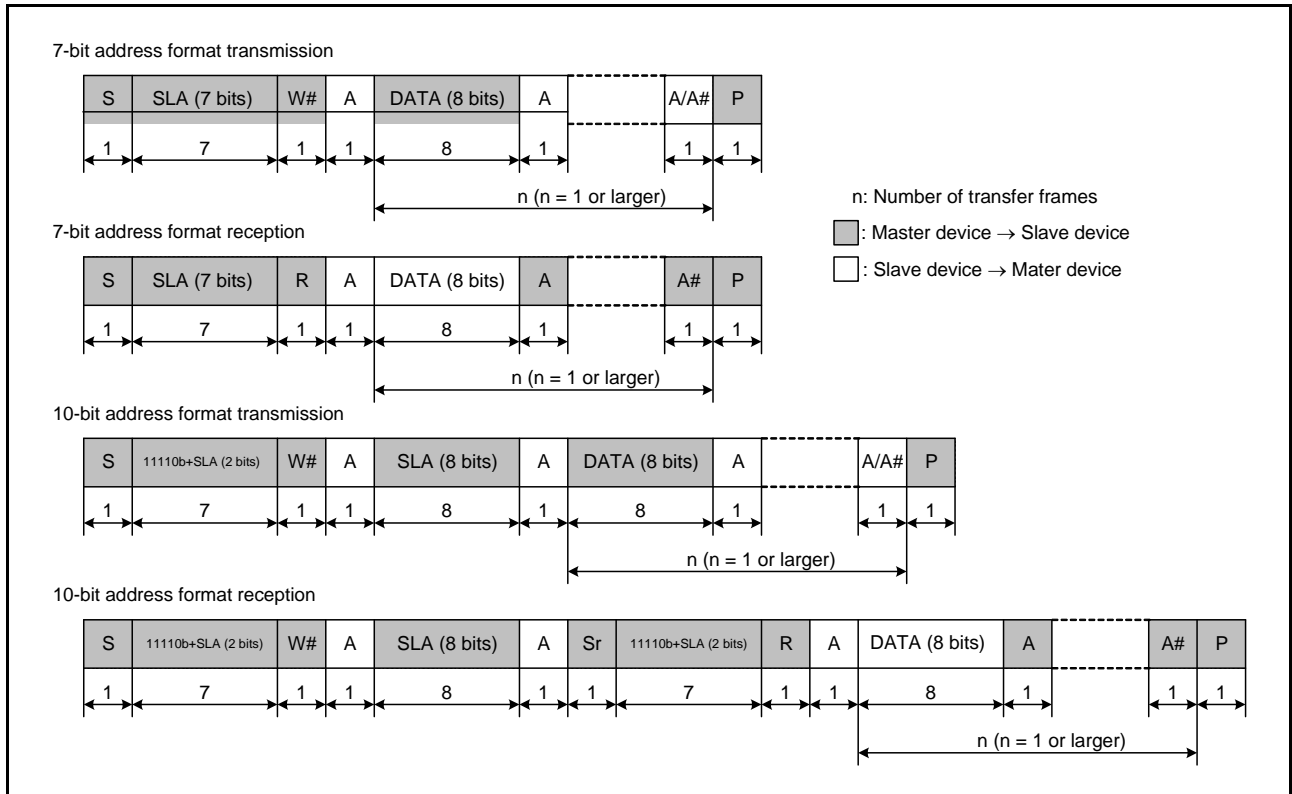 7-bit address format transmission
S SLA (7 bits) W# A DATA (8 bits) A A/A# P
1 7 1 1 8 1 1 1
n (n = 1 or larger)
n: Number of transfer frames
: Master device → Slave device
: Slave device → Mater device
7-bit address format reception
S SLA (7 bits) R A DATA (8 bits) A A# P
1 7 1 1 8 1 1 1
n (n = 1 or larger)
10-bit address format transmission
S 11110b+SLA (2 bits) W# A SLA (8 bits) A DATA (8 bits) A A/A# P
1 7 1 1 8 1 8 1 1 1
n (n = 1 or larger)
10-bit address format reception
S 11110b+SLA (2 bits) W# A SLA (8 bits) A Sr 11110b+SLA (2 bits) R A DATA (8 bits) A A# P
1 7 1 1 8 1 1 7 1 1 8 1 1 1
n (n = 1 or larger)